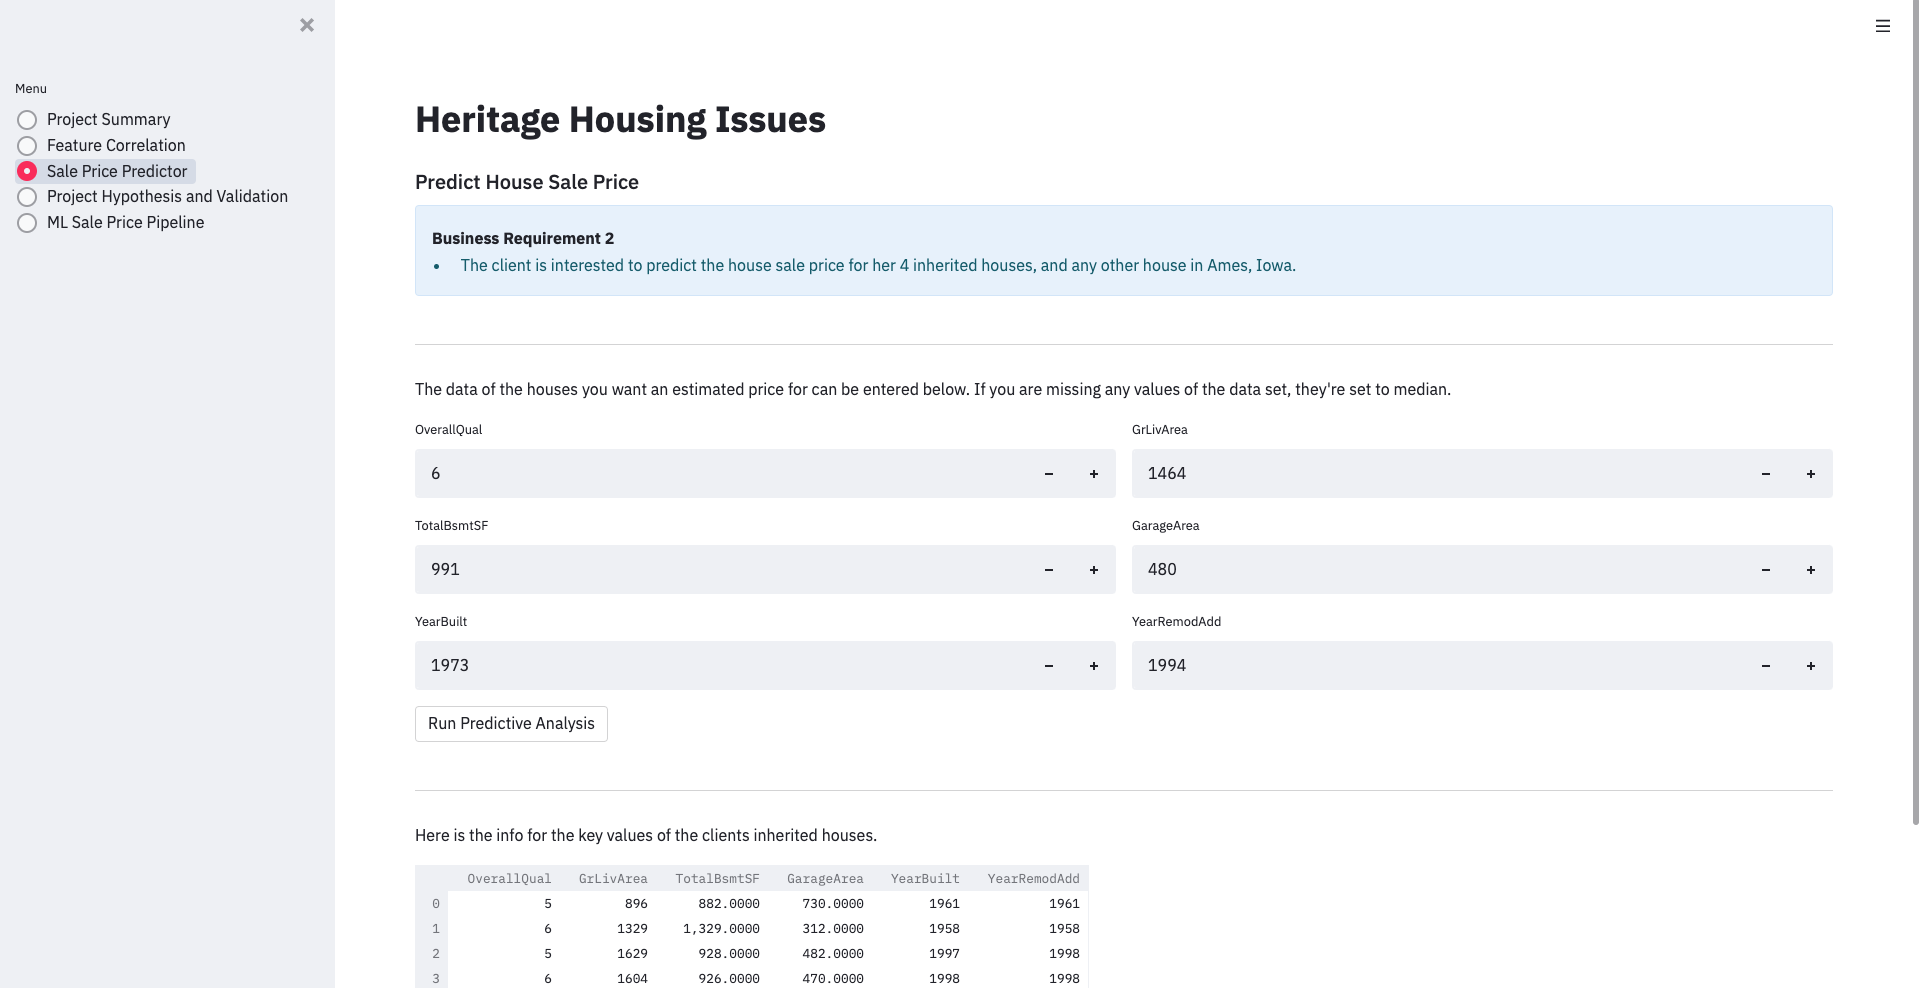 Menu
Project Summary
Feature Correlation
Sale Price Predictor
Project Hypothesis and Validation
ML Sale Price Pipeline
Heritage Housing Issues
Predict House Sale Price
Business Requirement 2
• The client is interested to predict the house sale price for her 4 inherited houses, and any other house in Ames, Iowa.
The data of the houses you want an estimated price for can be entered below. If you are missing any values of the data set, they're set to median.
OverallQual GrLivArea
6 − + 1464 − +
TotalBsmtSF GarageArea
991 − + 480 − +
YearBuilt YearRemodAdd
1973 − + 1994 − +
Run Predictive Analysis
Here is the info for the key values of the clients inherited houses.
OverallQual GrLivArea TotalBsmtSF GarageArea YearBuilt YearRemodAdd
0 5 896 882.0000 730.0000 1961 1961
1 6 1329 1,329.0000 312.0000 1958 1958
2 5 1629 928.0000 482.0000 1997 1998
3 6 1604 926.0000 470.0000 1998 1998